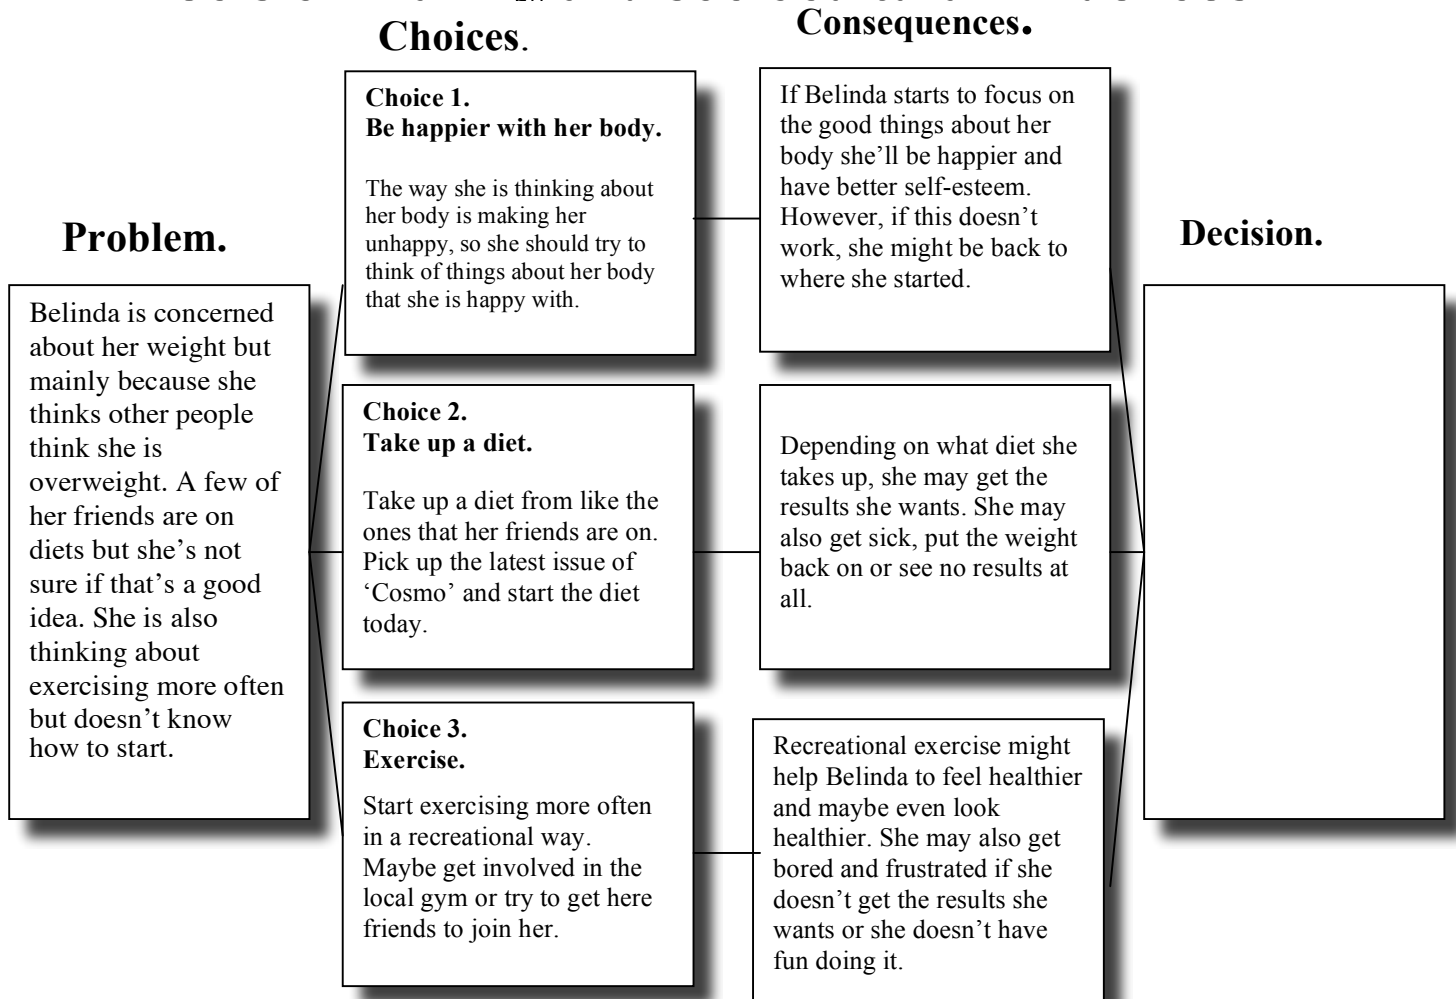 Choices.
Consequences.
Problem.
Decision.
Belinda is concerned
about her weight but
mainly because she
thinks other people
think she is
overweight. A few of
her friends are on
diets but she’s not
sure if that’s a good
idea. She is also
thinking about
exercising more often
but doesn’t know
how to start.
Choice 1.
Be happier with her body.
The way she is thinking about
her body is making her
unhappy, so she should try to
think of things about her body
that she is happy with.
If Belinda starts to focus on
the good things about her
body she’ll be happier and
have better self-esteem.
However, if this doesn’t
work, she might be back to
where she started.
Choice 2.
Take up a diet.
Take up a diet from like the
ones that her friends are on.
Pick up the latest issue of
‘Cosmo’ and start the diet
today.
Depending on what diet she
takes up, she may get the
results she wants. She may
also get sick, put the weight
back on or see no results at
all.
Choice 3.
Exercise.
Start exercising more often
in a recreational way.
Maybe get involved in the
local gym or try to get here
friends to join her.
Recreational exercise might
help Belinda to feel healthier
and maybe even look
healthier. She may also get
bored and frustrated if she
doesn’t get the results she
wants or she doesn’t have
fun doing it.